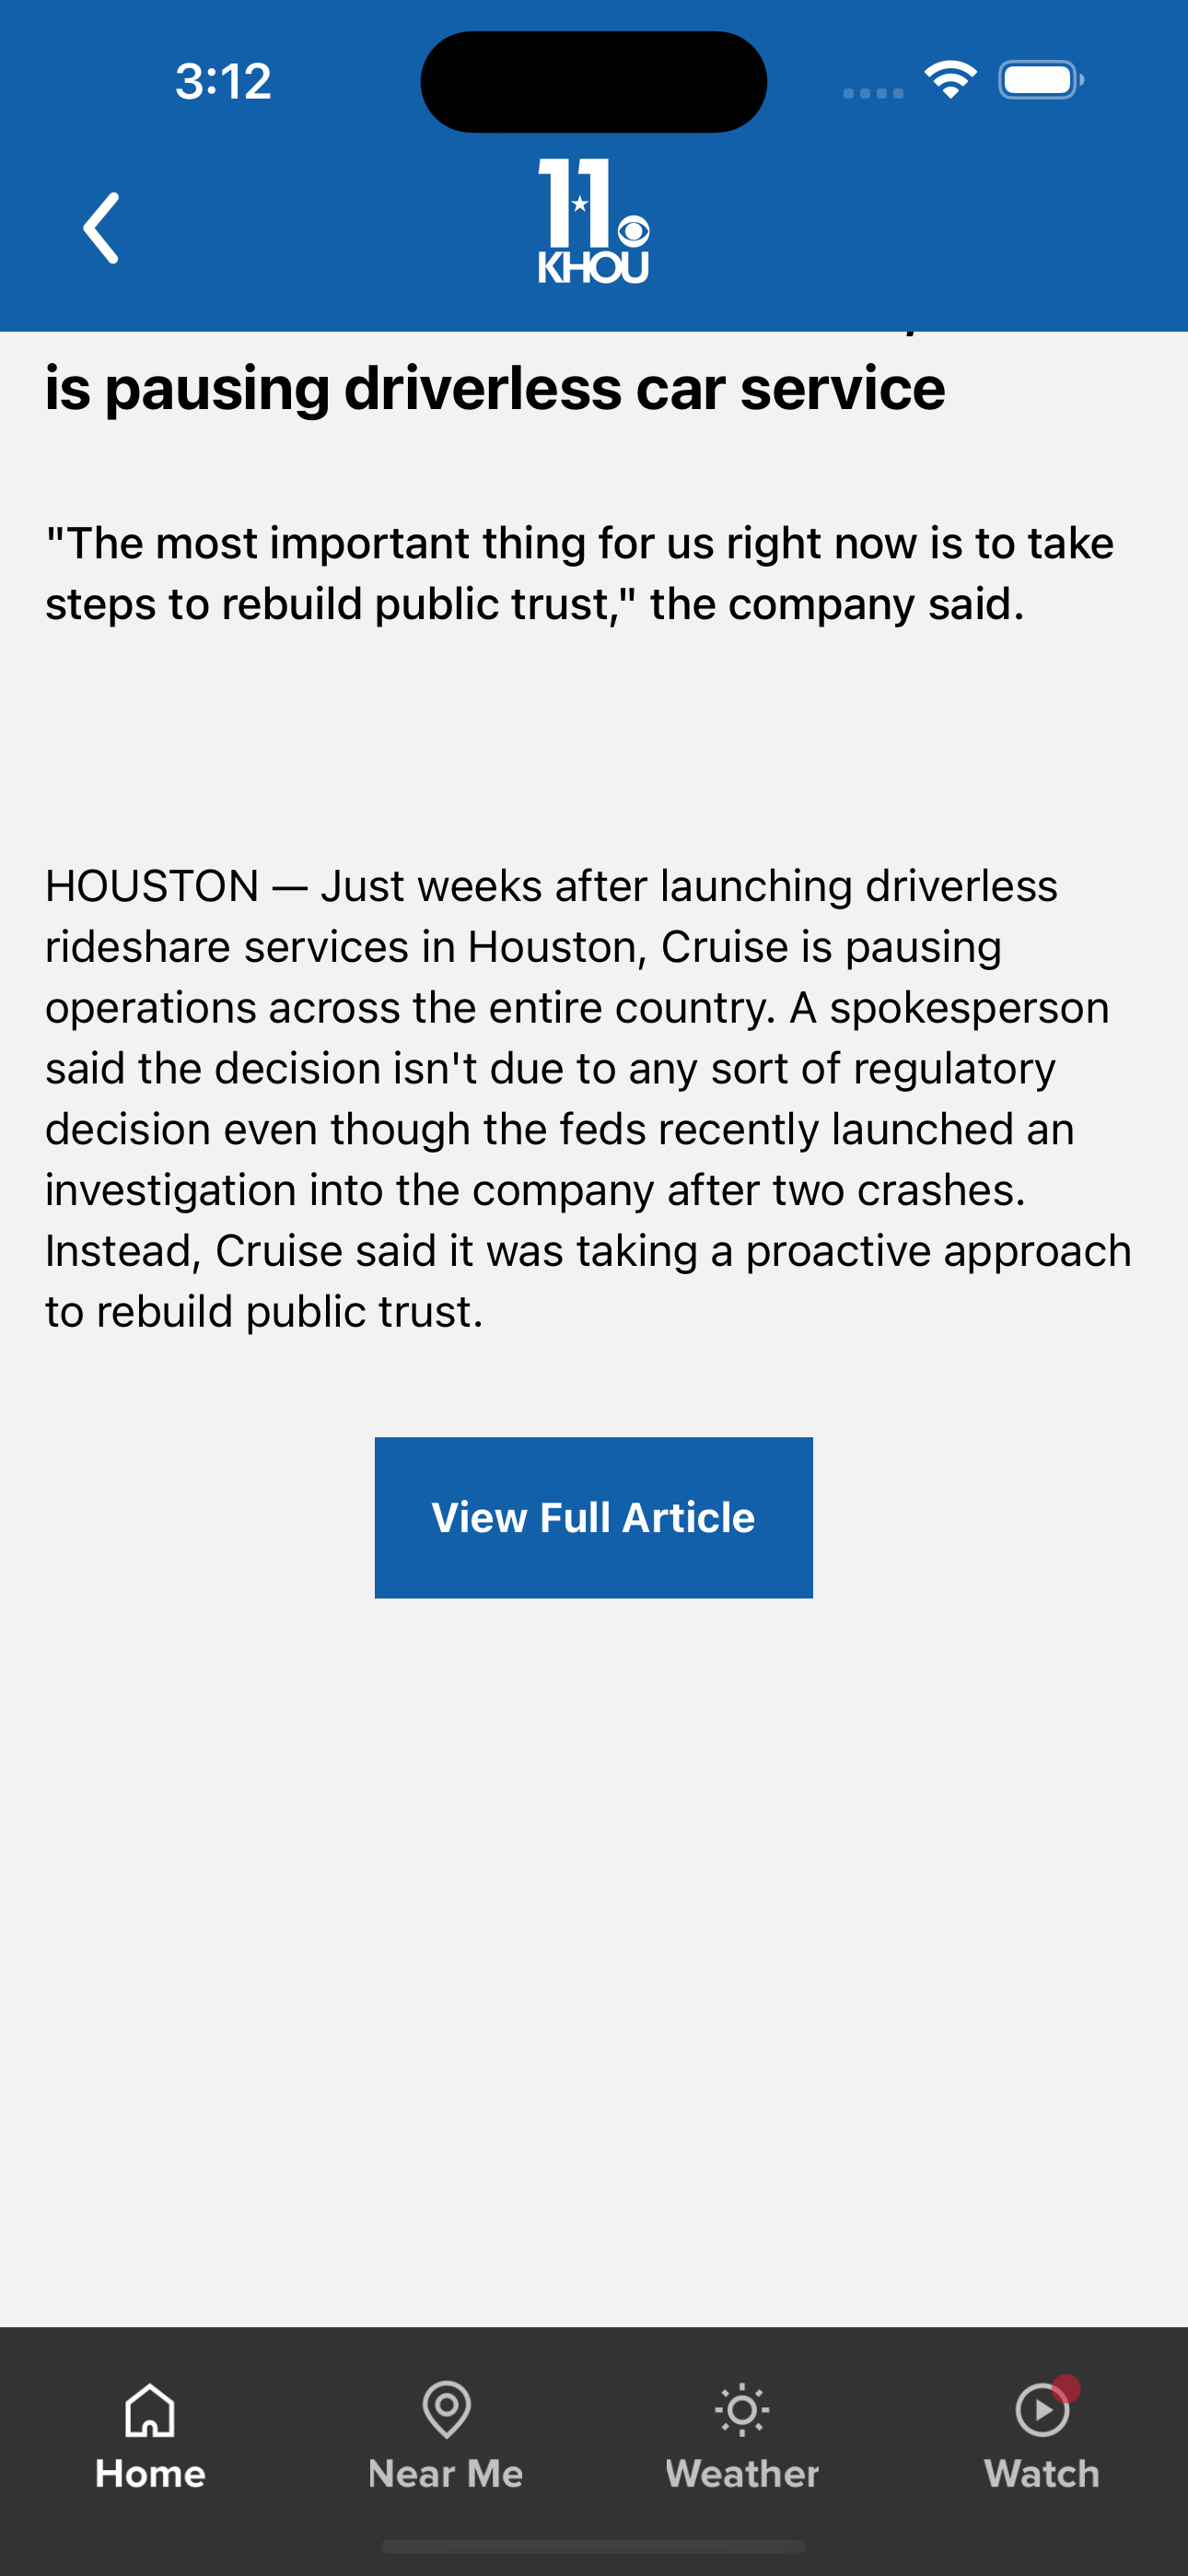 3:12
11
KHOU
is pausing driverless car service
"The most important thing for us right now is to take
steps to rebuild public trust," the company said.
HOUSTON — Just weeks after launching driverless
rideshare services in Houston, Cruise is pausing
operations across the entire country. A spokesperson
said the decision isn't due to any sort of regulatory
decision even though the feds recently launched an
investigation into the company after two crashes.
Instead, Cruise said it was taking a proactive approach
to rebuild public trust.
View Full Article
Home Near Me Weather Watch